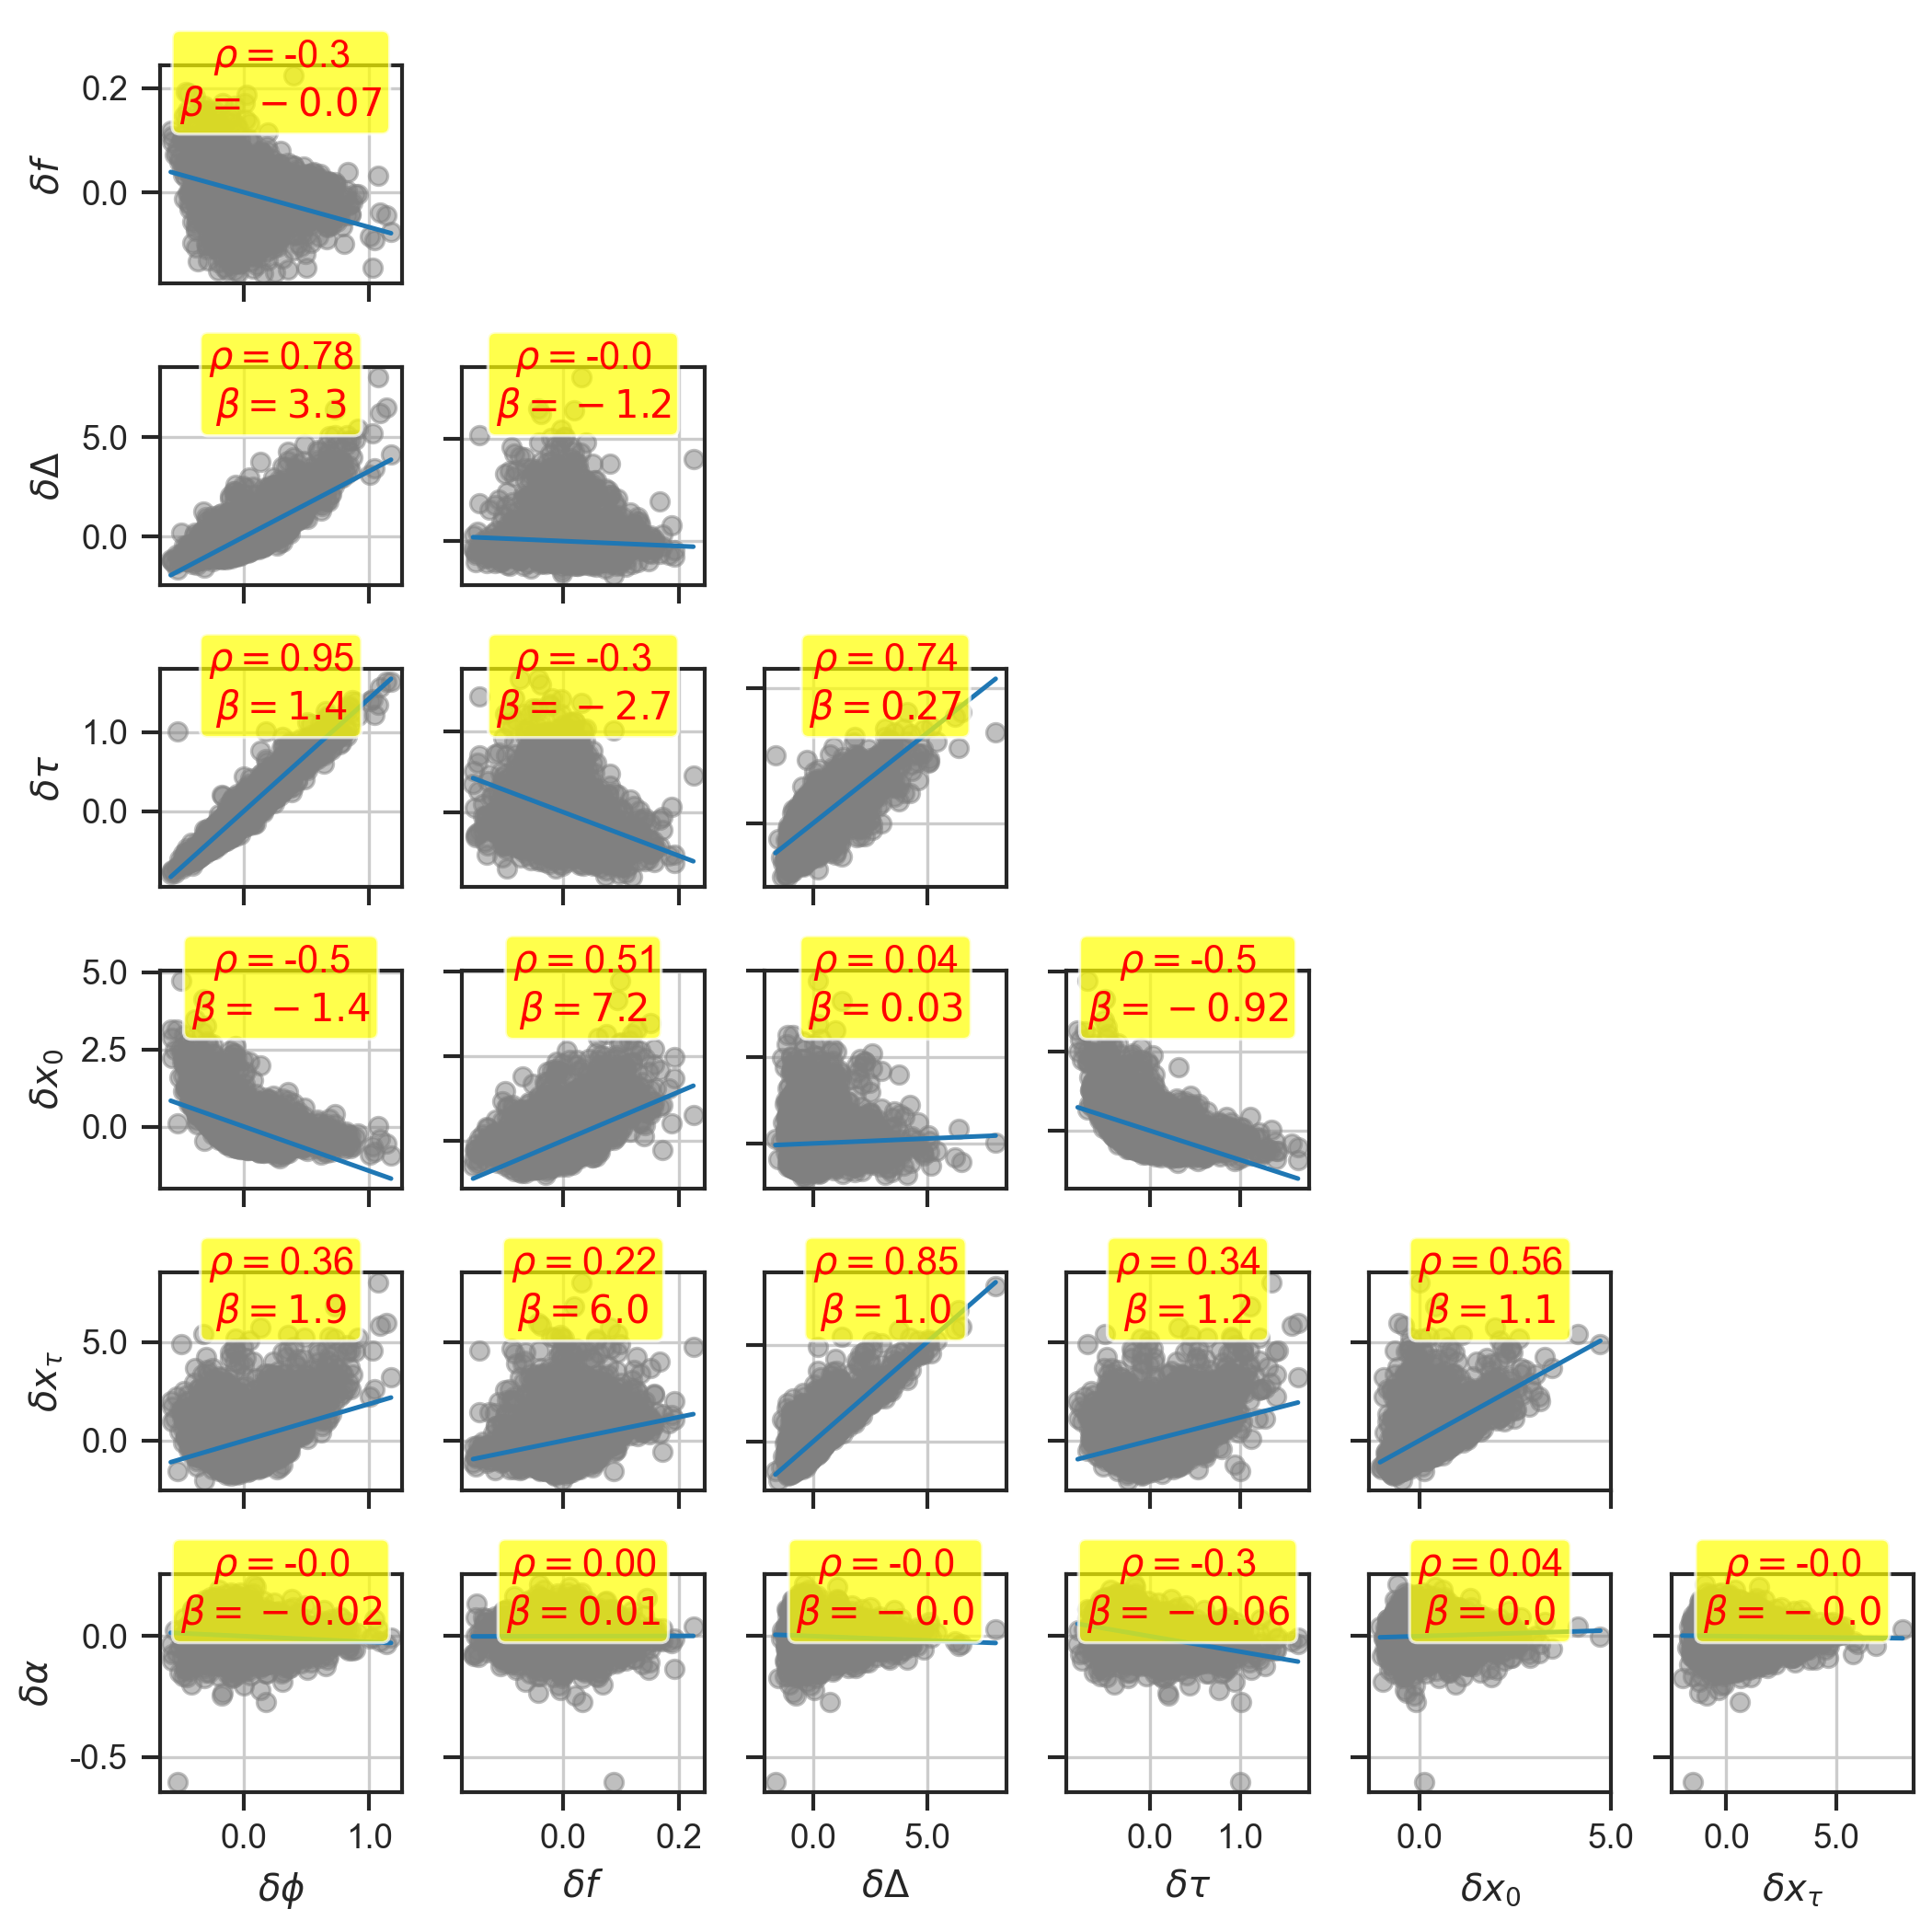 ρ = -0.3
β = −0.07
0.2
0.0
δf
ρ = 0.78
β = 3.3
ρ = -0.0
β = −1.2
5.0
0.0
δΔ
ρ = 0.95
β = 1.4
ρ = -0.3
β = −2.7
ρ = 0.74
β = 0.27
1.0
0.0
δτ
ρ = -0.5
β = −1.4
ρ = 0.51
β = 7.2
ρ = 0.04
β = 0.03
ρ = -0.5
β = −0.92
5.0
2.5
0.0
δx₀
ρ = 0.36
β = 1.9
ρ = 0.22
β = 6.0
ρ = 0.85
β = 1.0
ρ = 0.34
β = 1.2
ρ = 0.56
β = 1.1
5.0
0.0
δx_τ
ρ = -0.0
β = −0.02
ρ = 0.00
β = 0.01
ρ = -0.0
β = −0.0
ρ = -0.3
β = −0.06
ρ = 0.04
β = 0.0
ρ = -0.0
β = −0.0
0.0
-0.5
δα
0.0 1.0
0.0 0.2
0.0 5.0
0.0 1.0
0.0 5.0
0.0 5.0
δϕ
δf
δΔ
δτ
δx₀
δx_τ